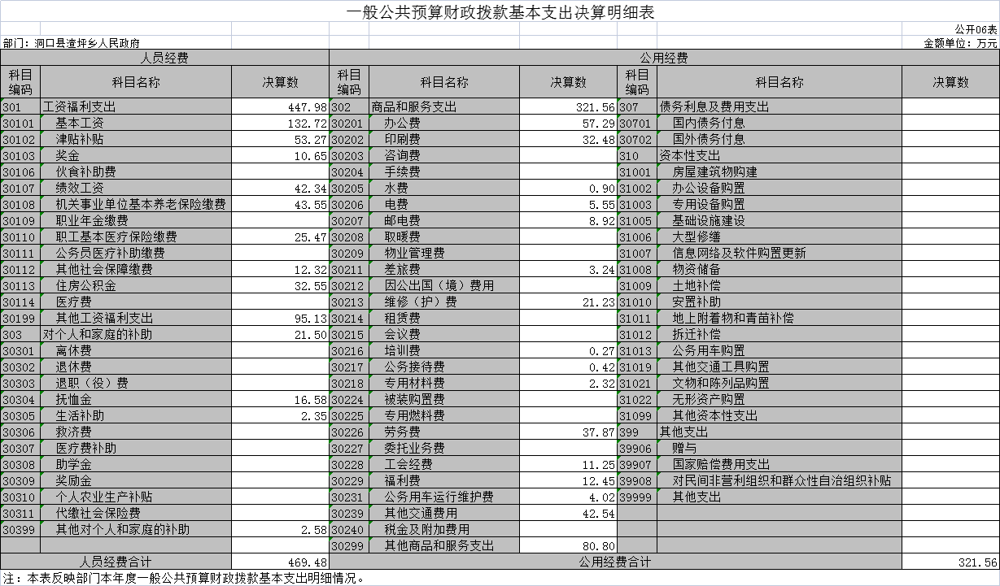 一般公共预算财政拨款基本支出决算明细表
公开06表
部门：洞口县渣坪乡人民政府 金额单位：万元
人员经费 公用经费
科目编码 科目名称 决算数 科目编码 科目名称 决算数 科目编码 科目名称 决算数
301 工资福利支出 447.98 302 商品和服务支出 321.56 307 债务利息及费用支出
30101 基本工资 132.72 30201 办公费 57.29 30701 国内债务付息
30102 津贴补贴 53.27 30202 印刷费 32.48 30702 国外债务付息
30103 奖金 10.65 30203 咨询费 310 资本性支出
30106 伙食补助费 30204 手续费 31001 房屋建筑物购建
30107 绩效工资 42.34 30205 水费 0.90 31002 办公设备购置
30108 机关事业单位基本养老保险缴费 43.55 30206 电费 5.55 31003 专用设备购置
30109 职业年金缴费 30207 邮电费 8.92 31005 基础设施建设
30110 职工基本医疗保险缴费 25.47 30208 取暖费 31006 大型修缮
30111 公务员医疗补助缴费 30209 物业管理费 31007 信息网络及软件购置更新
30112 其他社会保障缴费 12.32 30211 差旅费 3.24 31008 物资储备
30113 住房公积金 32.55 30212 因公出国（境）费用 31009 土地补偿
30114 医疗费 30213 维修（护）费 21.23 31010 安置补助
30199 其他工资福利支出 95.13 30214 租赁费 31011 地上附着物和青苗补偿
303 对个人和家庭的补助 21.50 30215 会议费 31012 拆迁补偿
30301 离休费 30216 培训费 0.27 31013 公务用车购置
30302 退休费 30217 公务接待费 0.42 31019 其他交通工具购置
30303 退职（役）费 30218 专用材料费 2.32 31021 文物和陈列品购置
30304 抚恤金 16.58 30224 被装购置费 31022 无形资产购置
30305 生活补助 2.35 30225 专用燃料费 31099 其他资本性支出
30306 救济费 30226 劳务费 37.87 399 其他支出
30307 医疗费补助 30227 委托业务费 39906 赠与
30308 助学金 30228 工会经费 11.25 39907 国家赔偿费用支出
30309 奖励金 30229 福利费 12.45 39908 对民间非营利组织和群众性自治组织补贴
30310 个人农业生产补贴 30231 公务用车运行维护费 4.02 39999 其他支出
30311 代缴社会保险费 30239 其他交通费用 42.54
30399 其他对个人和家庭的补助 2.58 30240 税金及附加费用
30299 其他商品和服务支出 80.80
人员经费合计 469.48 公用经费合计 321.56
注：本表反映部门本年度一般公共预算财政拨款基本支出明细情况。